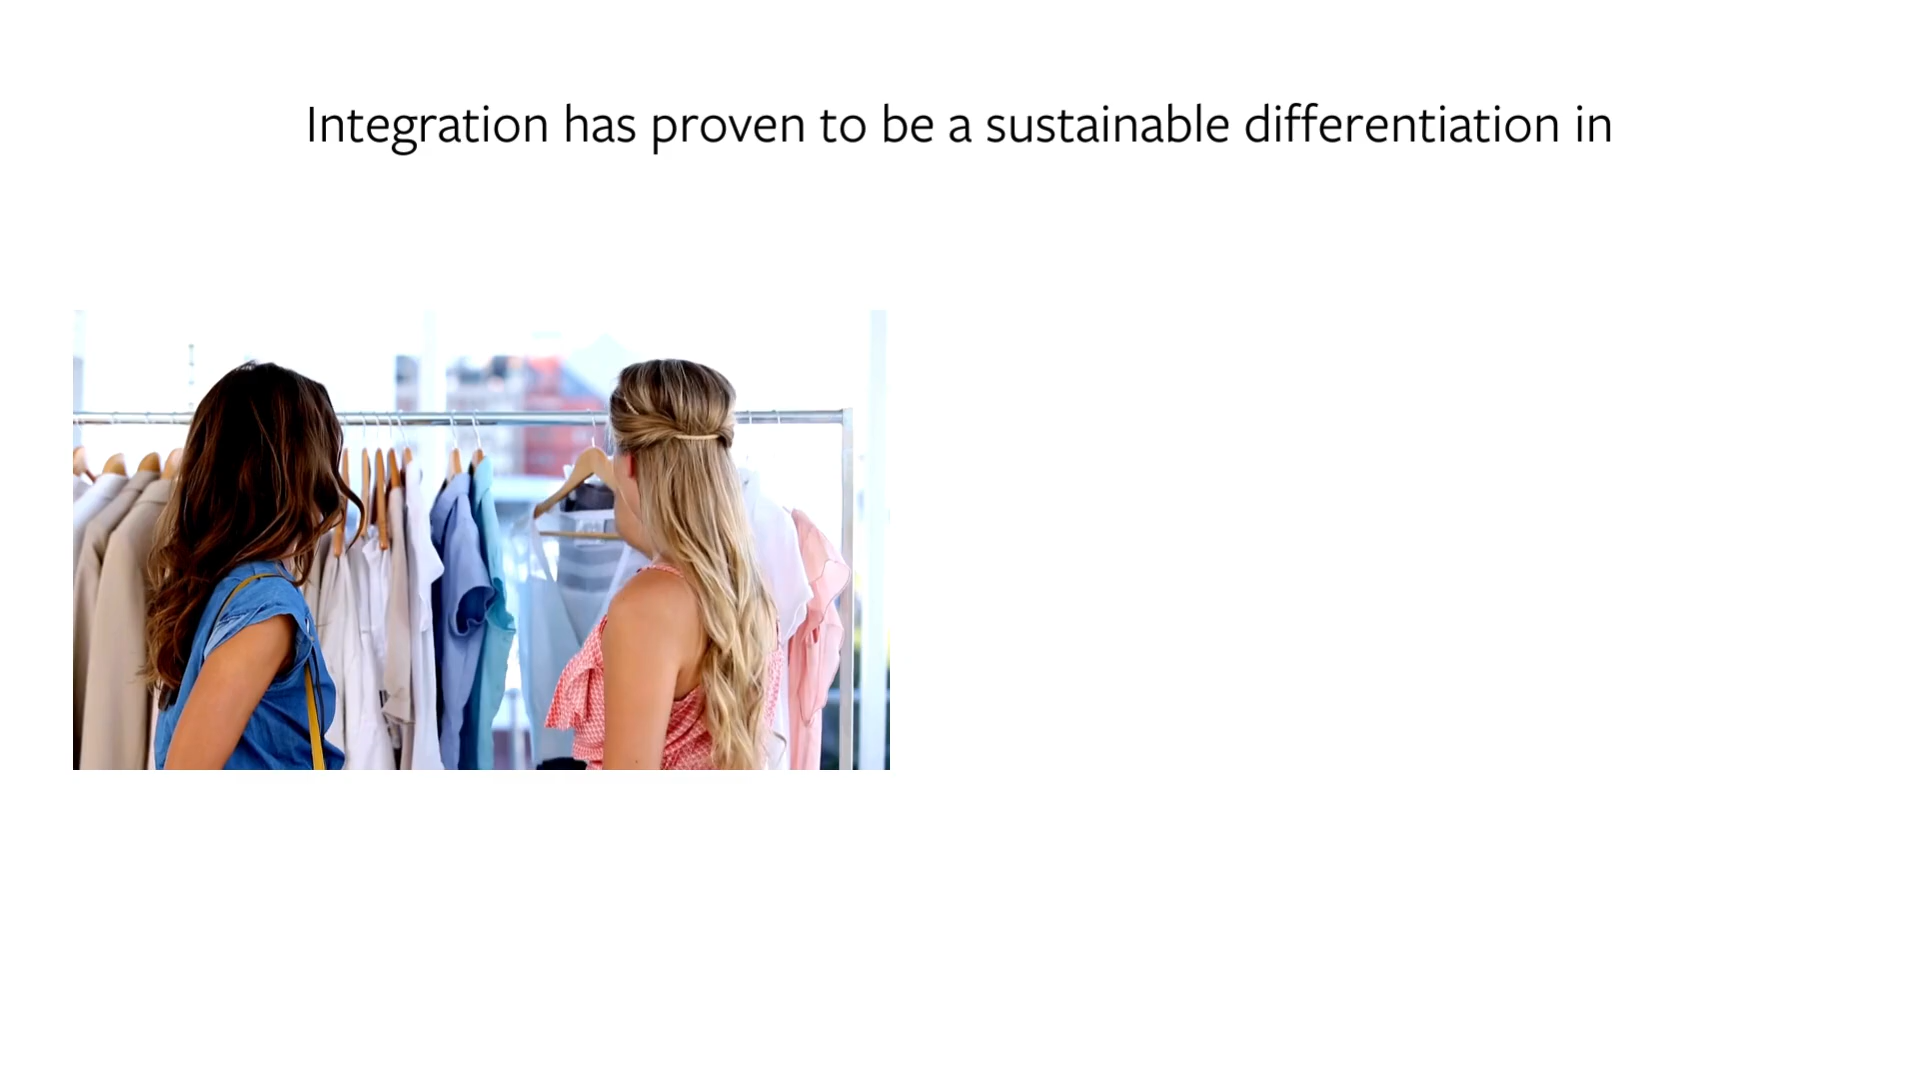 Integration has proven to be a sustainable differentiation in